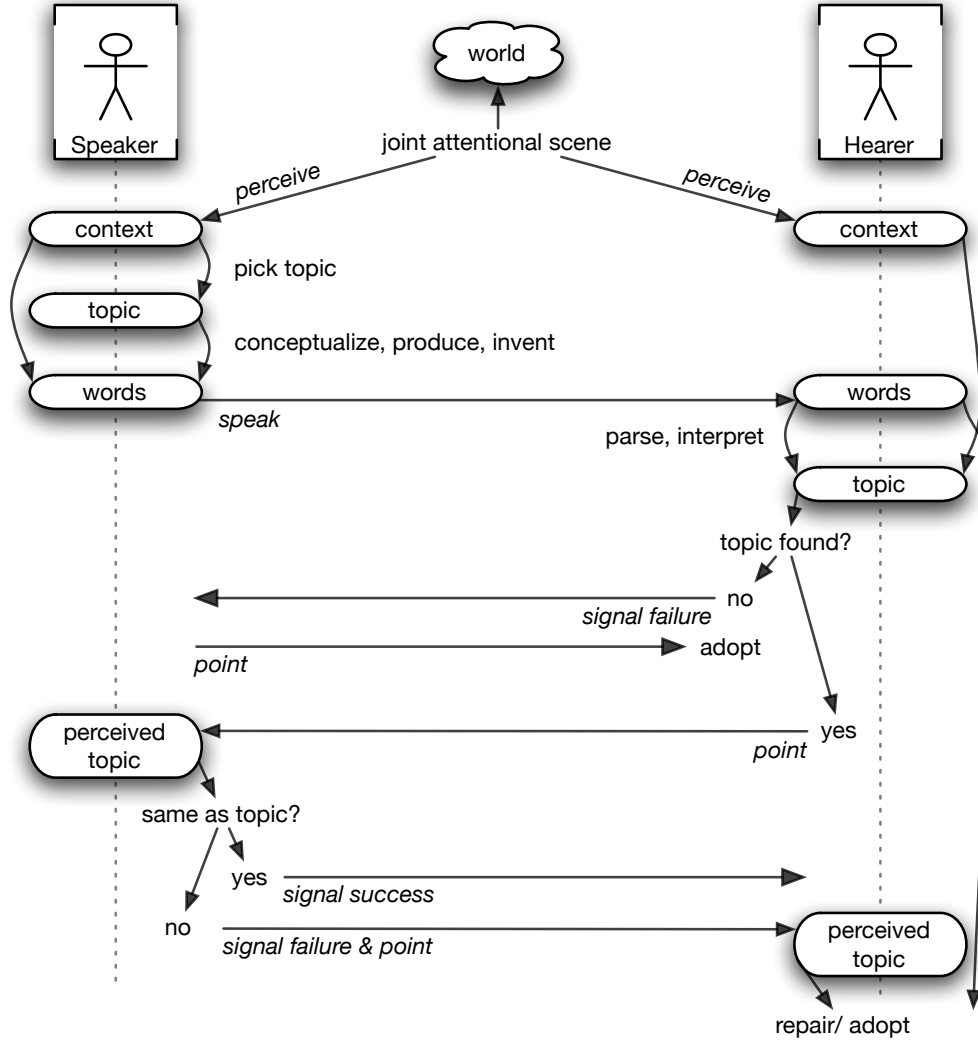 world
Speaker
joint attentional scene
Hearer
perceive
perceive
context
context
pick topic
topic
conceptualize, produce, invent
words
words
speak
parse, interpret
topic
topic found?
no
signal failure
adopt
point
perceived
topic
yes
point
same as topic?
yes
signal success
no
signal failure & point
perceived
topic
repair/ adopt